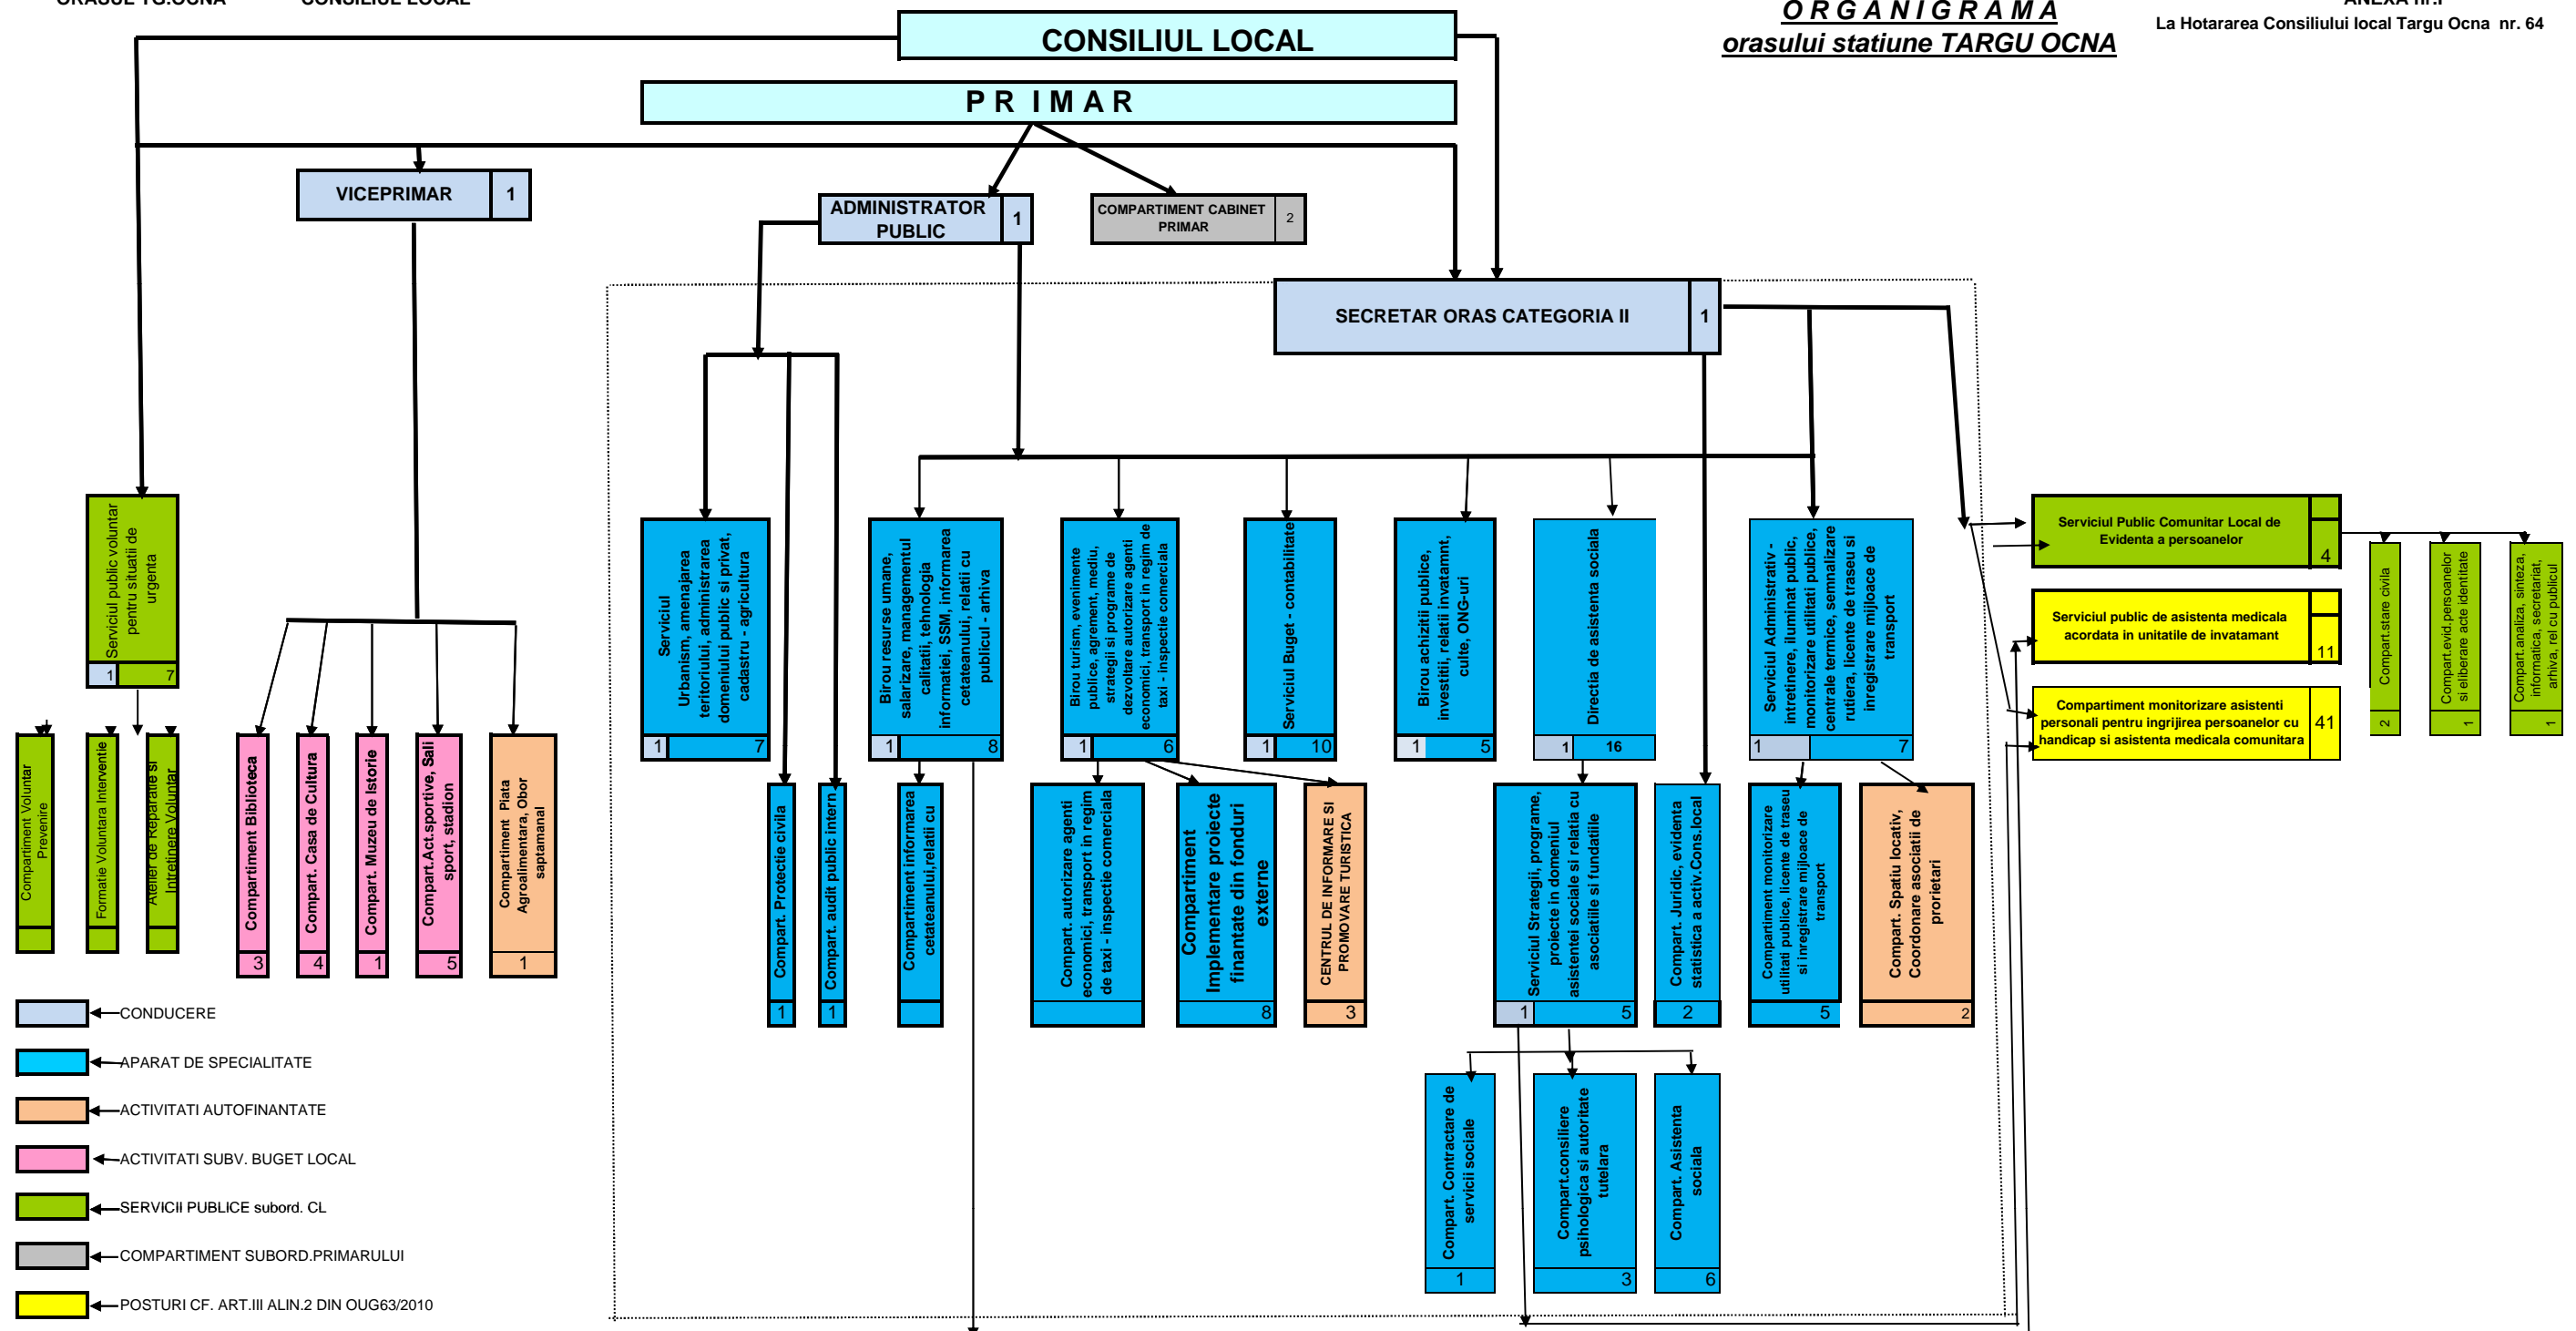 ORASUL TG.OCNA CONSILIUL LOCAL
O R G A N I G R A M A
orasului statiune TARGU OCNA
ANEXA nr.I
La Hotararea Consiliului local Targu Ocna nr. 64
CONSILIUL LOCAL
P R I M A R
VICEPRIMAR 1
ADMINISTRATOR
PUBLIC
1
COMPARTIMENT CABINET
PRIMAR
2
SECRETAR ORAS CATEGORIA II 1
Serviciul public voluntar
pentru situatii de
urgenta
1 7
Serviciul
Urbanism, amenajarea
teritoriului, administrarea
domeniului public si privat,
cadastru - agricultura
1 7
Birou resurse umane,
salarizare, managementul
calitatii, tehnologia
informatiei, SSM, informarea
cetateanului, relatii cu
publicul - arhiva
1 8
Birou turism, evenimente
publice, agrement, mediu,
strategii si programe de
dezvoltare autorizare agenti
economici, transport in regim de
taxi - inspectie comerciala
1 6
Serviciul Buget - contabilitate
1 10
Birou achizitii publice,
investitii, relatii invatamnt,
culte, ONG-uri
1 5
Directia de asistenta sociala
1 16
Serviciul Administrativ -
intretinere, iluminat public,
monitorizare utilitati publice,
centrale termice, semnalizare
rutiera, licente de traseu si
inregistrare mijloace de
transport
1 7
Serviciul Public Comunitar Local de
Evidenta a persoanelor
4
Serviciul public de asistenta medicala
acordata in unitatile de invatamant
11
Compartiment monitorizare asistenti
personali pentru ingrijirea persoanelor cu
handicap si asistenta medicala comunitara
41
Compart.stare civila
2
Compart.evid.persoanelor
si eliberare acte identitate
1
Compart.analiza, sinteza,
informatica, secretariat,
arhiva, rel cu publicul
1
Compartiment Voluntar
Prevenire
Formatie Voluntara Interventie
Atelier de Reparatie si
Intretinere Voluntar
Compartiment Biblioteca
3
Compart. Casa de Cultura
4
Compart. Muzeu de Istorie
1
Compart.Act.sportive, Sali
sport, stadion
5
Compartiment Piata
Agroalimentara, Obor
saptamanal
1
Compart. Protectie civila
1
Compart. audit public intern
1
Compartiment informarea
cetateanului,relatii cu
Compart. autorizare agenti
economici, transport in regim
de taxi - inspectie comerciala
Compartiment
Implementare proiecte
finantate din fonduri
externe
8
CENTRUL DE INFORMARE SI
PROMOVARE TURISTICA
3
Serviciul Strategii, programe,
proiecte in domeniul
asistentei sociale si relatia cu
asociatiile si fundatiile
1 5
Compart. Juridic, evidenta
statistica a activ.Cons.local
2
Compartiment monitorizare
utilitati publice, licente de traseu
si inregistrare mijloace de
transport
5
Compart. Spatiu locativ,
Coordonare asociatii de
prorietari
2
Compart. Contractare de
servicii sociale
1
Compart.consiliere
psihologica si autoritate
tutelara
3
Compart. Asistenta
sociala
6
CONDUCERE
APARAT DE SPECIALITATE
ACTIVITATI AUTOFINANTATE
ACTIVITATI SUBV. BUGET LOCAL
SERVICII PUBLICE subord. CL
COMPARTIMENT SUBORD.PRIMARULUI
POSTURI CF. ART.III ALIN.2 DIN OUG63/2010